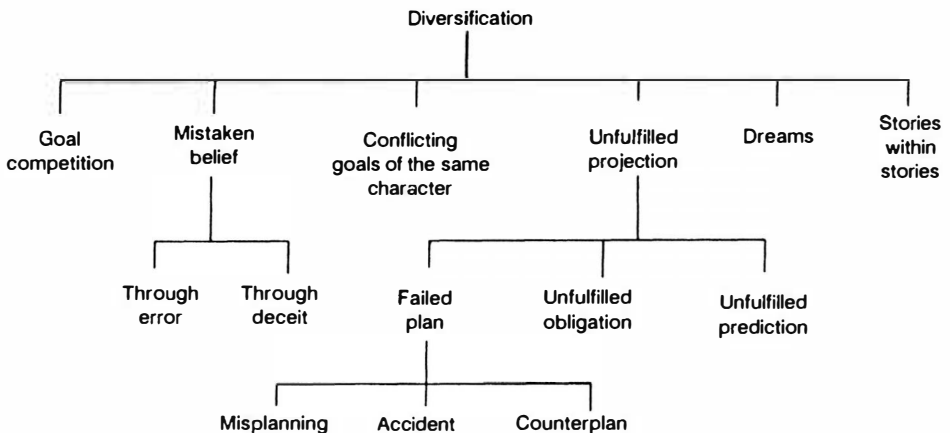 Diversification
Goal
competition
Mistaken
belief
Conflicting
goals of the same
character
Unfulfilled
projection
Dreams
Stories
within
stories
Through
error
Through
deceit
Failed
plan
Unfulfilled
obligation
Unfulfilled
prediction
Misplanning
Accident
Counterplan